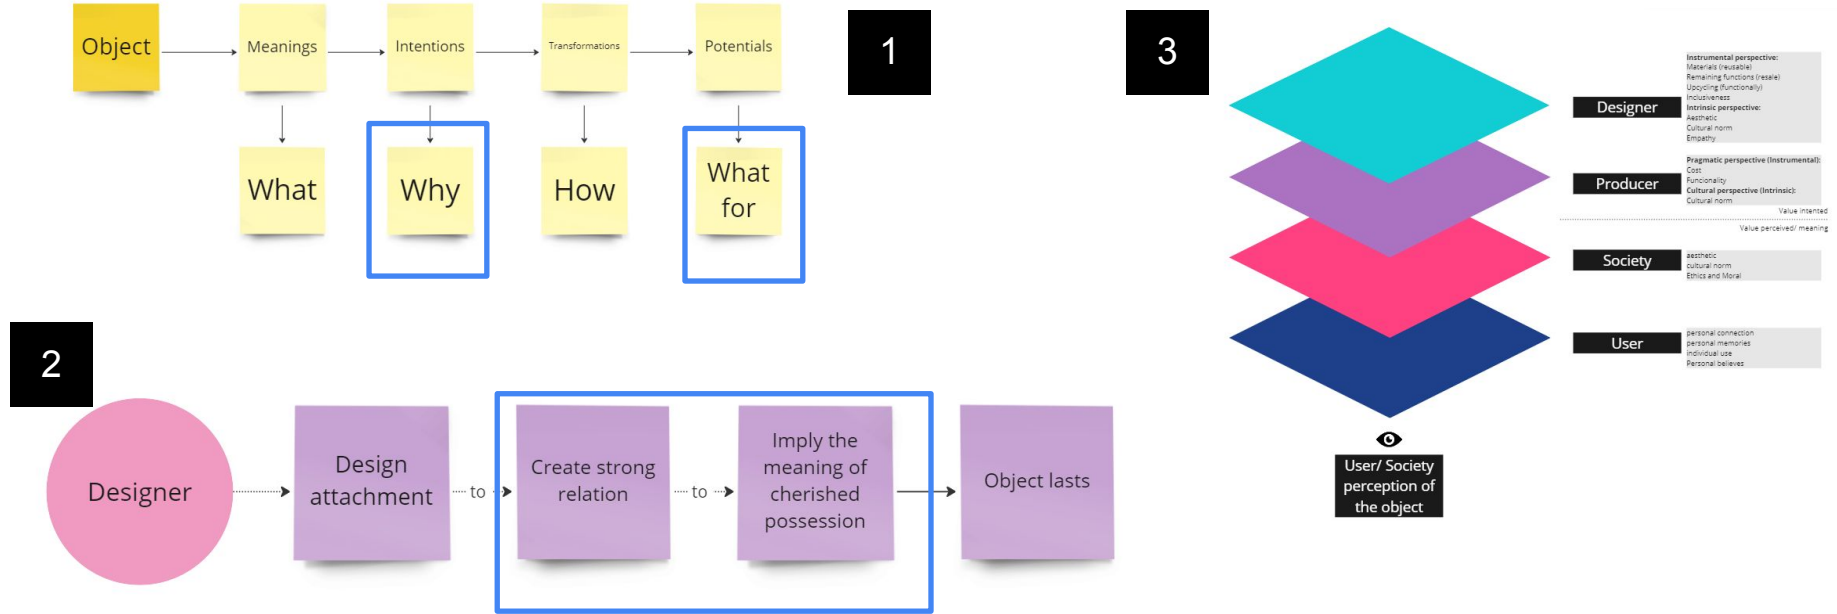 1
Object
Meanings
Intentions
Transformations
Potentials
What
Why
How
What
for
2
Designer
Design
attachment
to
Create strong
relation
to
Imply the
meaning of
cherished
possession
Object lasts
3
Designer
Instrumental perspective:
Materials (reusable)
Remaining functions (resale)
Upcycling (functionally)
Inclusiveness
Intrinsic perspective:
Aesthetic
Cultural norm
Empathy
Producer
Pragmatic perspective (Instrumental):
Cost
Funcionality
Cultural perspective (Intrinsic):
Cultural norm
Value intented
Value perceived/ meaning
Society
aesthetic
cultural norm
Ethics and Moral
User
personal connection
personal memories
individual use
Personal believes
User/ Society
perception of
the object